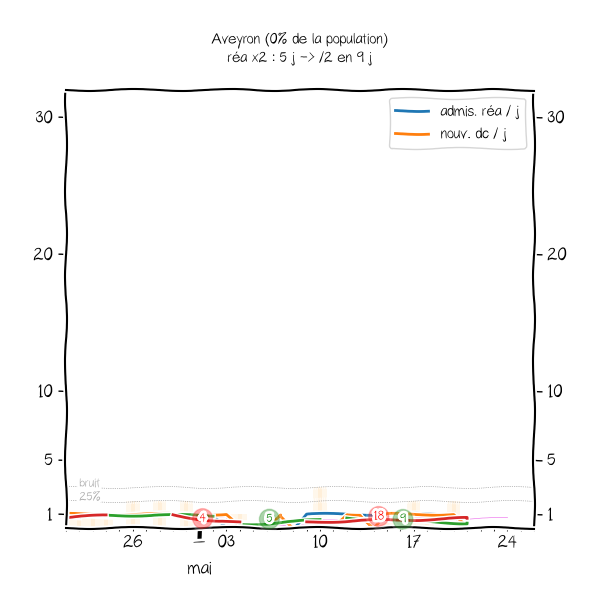 Aveyron (0% de la population)
réa x2 : 5 j -> /2 en 9 j
admis. réa / j
nouv. dc / j
30 30
20 20
10 10
5 5
bruit
25%
1 4 5 18 9 1
26 1 03 10 17 24
mai